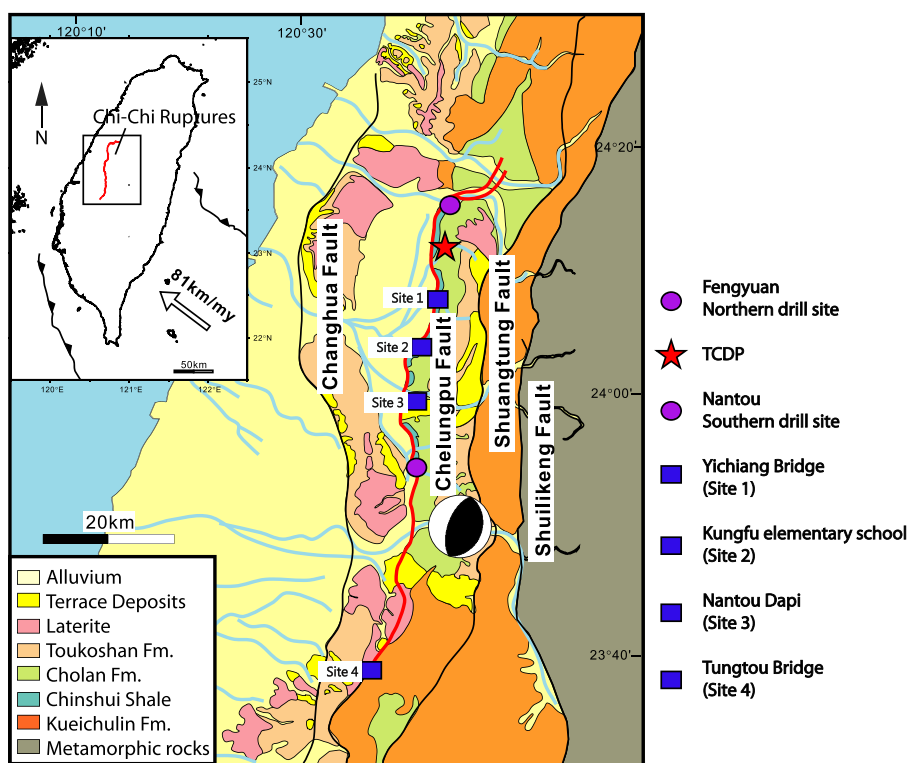 120°10'
120°30'
Chi-Chi Ruptures
N
25°N
24°N
23°N
22°N
81km/my
50km
120°E
121°E
122°E
24°20'
24°00'
23°40'
Changhua Fault
Chelungpu Fault
Shuangtung Fault
Shuilikeng Fault
Site 1
Site 2
Site 3
Site 4
20km
Alluvium
Terrace Deposits
Laterite
Toukoshan Fm.
Cholan Fm.
Chinshui Shale
Kueichulin Fm.
Metamorphic rocks
Fengyuan
Northern drill site
TCDP
Nantou
Southern drill site
Yichiang Bridge
(Site 1)
Kungfu elementary school
(Site 2)
Nantou Dapi
(Site 3)
Tungtou Bridge
(Site 4)